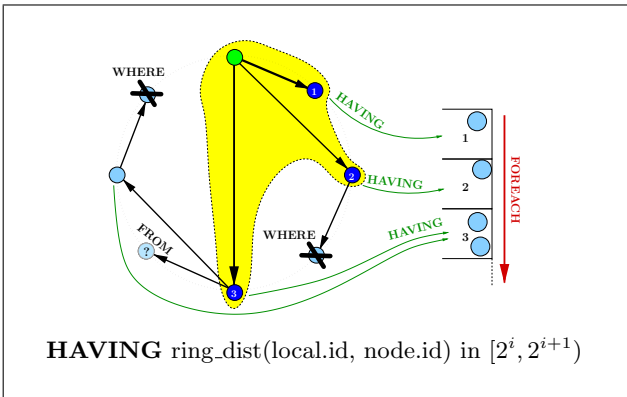 WHERE
1
HAVING
1
FOREACH
2
HAVING
2
HAVING
3
WHERE
FROM
?
3
HAVING ring_dist(local.id, node.id) in [2^i, 2^{i+1})